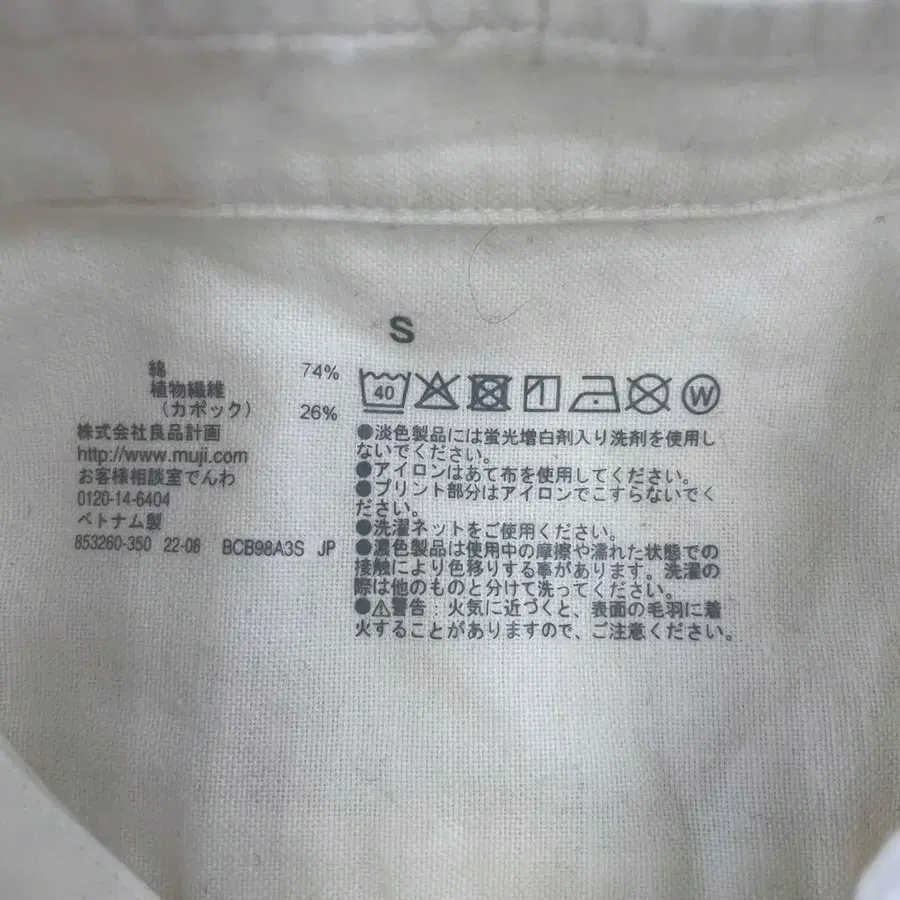 S
綿 74%
植物繊維
（カポック） 26%
株式会社良品計画
http://www.muji.com
お客様相談室でんわ
0120-14-6404
ベトナム製
853260-350 22-08 BCB98A3S JP
40
W
●淡色製品には蛍光増白剤入り洗剤を使用し
ないでください。
●アイロンはあて布を使用してください。
●プリント部分はアイロンでこすらないでく
ださい。
●洗濯ネットをご使用ください。
●濃色製品は使用中の摩擦や濡れた状態での
接触により色移りする事があります。洗濯の
際は他のものと分けて洗ってください。
●⚠警告：火気に近づくと、表面の毛羽に着
火することがありますので、ご注意ください。